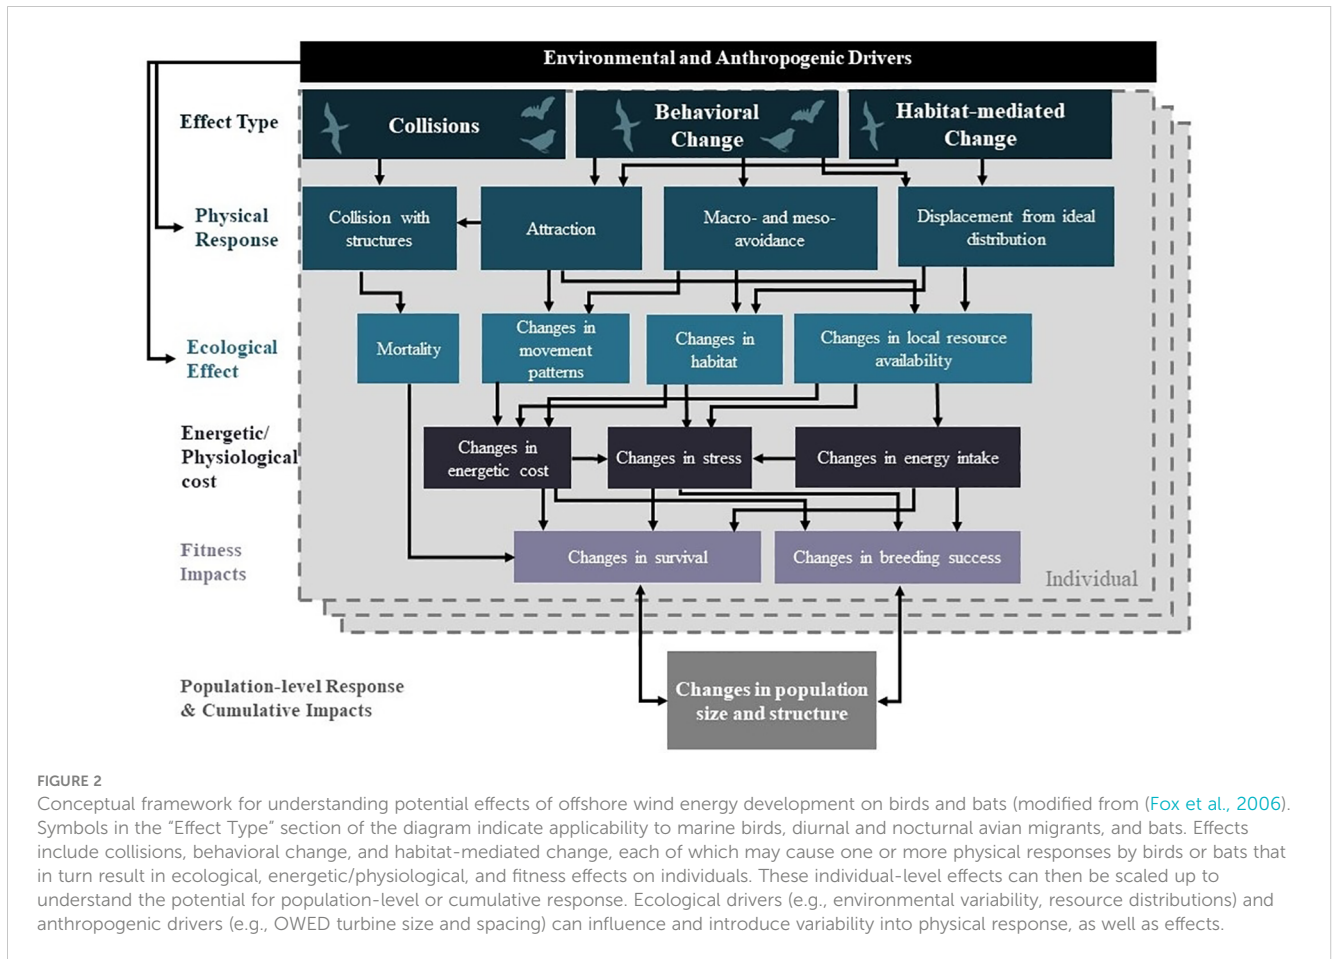 Environmental and Anthropogenic Drivers
Effect Type
Collisions
Behavioral
Change
Habitat-mediated
Change
Physical
Response
Collision with
structures
Attraction
Macro- and meso-
avoidance
Displacement from ideal
distribution
Ecological
Effect
Mortality
Changes in
movement
patterns
Changes in
habitat
Changes in local resource
availability
Energetic/
Physiological
cost
Changes in
energetic cost
Changes in stress
Changes in energy intake
Fitness
Impacts
Changes in survival
Changes in breeding success
Individual
Population-level Response
& Cumulative Impacts
Changes in population
size and structure
FIGURE 2
Conceptual framework for understanding potential effects of offshore wind energy development on birds and bats (modified from (Fox et al., 2006).
Symbols in the “Effect Type” section of the diagram indicate applicability to marine birds, diurnal and nocturnal avian migrants, and bats. Effects
include collisions, behavioral change, and habitat-mediated change, each of which may cause one or more physical responses by birds or bats that
in turn result in ecological, energetic/physiological, and fitness effects on individuals. These individual-level effects can then be scaled up to
understand the potential for population-level or cumulative response. Ecological drivers (e.g., environmental variability, resource distributions) and
anthropogenic drivers (e.g., OWED turbine size and spacing) can influence and introduce variability into physical response, as well as effects.